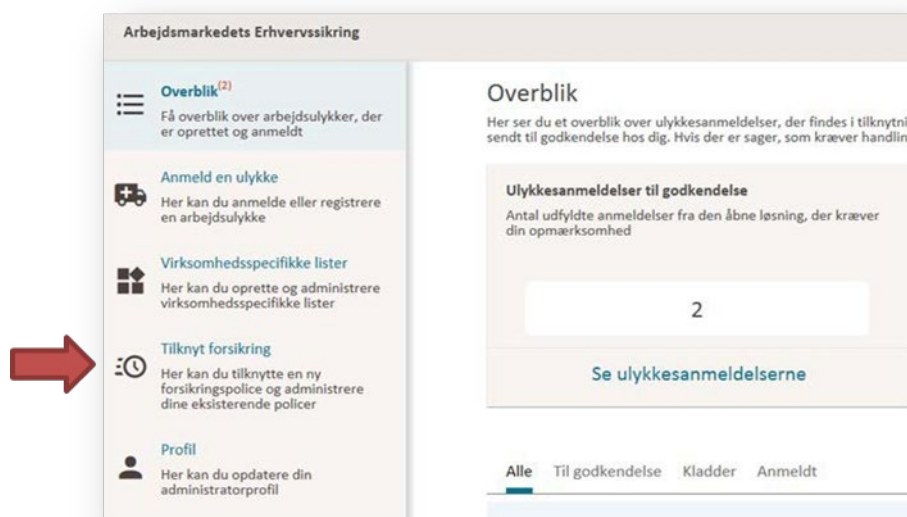 Arbejdsmarkedets Erhvervssikring
Overblik(2)
Få overblik over arbejdsulykker, der
er oprettet og anmeldt
Anmeld en ulykke
Her kan du anmelde eller registrere
en arbejdsulykke
Virksomhedsspecifikke lister
Her kan du oprette og administrere
virksomhedsspecifikke lister
Tilknyt forsikring
Her kan du tilknytte en ny
forsikringspolice og administrere
dine eksisterende policer
Profil
Her kan du opdatere din
administratorprofil
Overblik
Her ser du et overblik over ulykkesanmeldelser, der findes i tilknytni
sendt til godkendelse hos dig. Hvis der er sager, som kræver handlin
Ulykkesanmeldelser til godkendelse
Antal udfyldte anmeldelser fra den åbne løsning, der kræver
din opmærksomhed
2
Se ulykkesanmeldelserne
Alle Til godkendelse Kladder Anmeldt